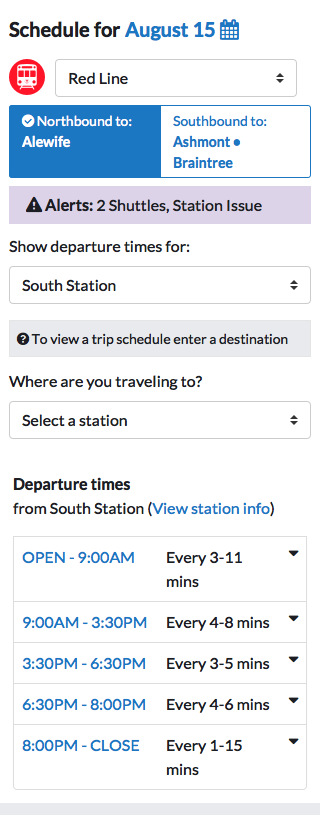 Schedule for August 15
Red Line
Northbound to:
Alewife
Southbound to:
Ashmont •
Braintree
Alerts: 2 Shuttles, Station Issue
Show departure times for:
South Station
To view a trip schedule enter a destination
Where are you traveling to?
Select a station
Departure times
from South Station (View station info)
OPEN - 9:00AM Every 3-11
mins
9:00AM - 3:30PM Every 4-8 mins
3:30PM - 6:30PM Every 3-5 mins
6:30PM - 8:00PM Every 4-6 mins
8:00PM - CLOSE Every 1-15
mins